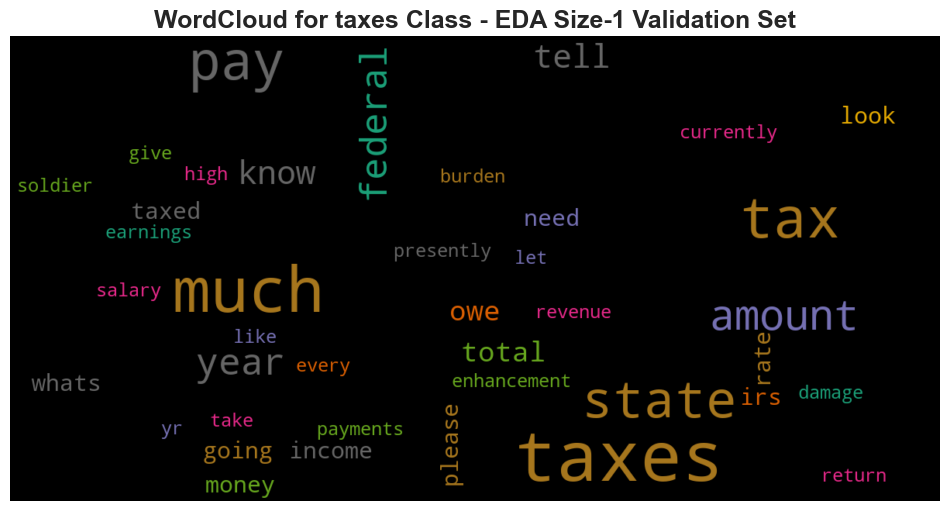 WordCloud for taxes Class - EDA Size-1 Validation Set
pay
federal
tell
look
currently
give
high
know
soldier
burden
taxed
need
tax
earnings
presently
let
much
salary
owe
revenue
amount
like
year
every
total
rate
whats
enhancement
state
irs
damage
yr
take
payments
please
going
income
taxes
money
return